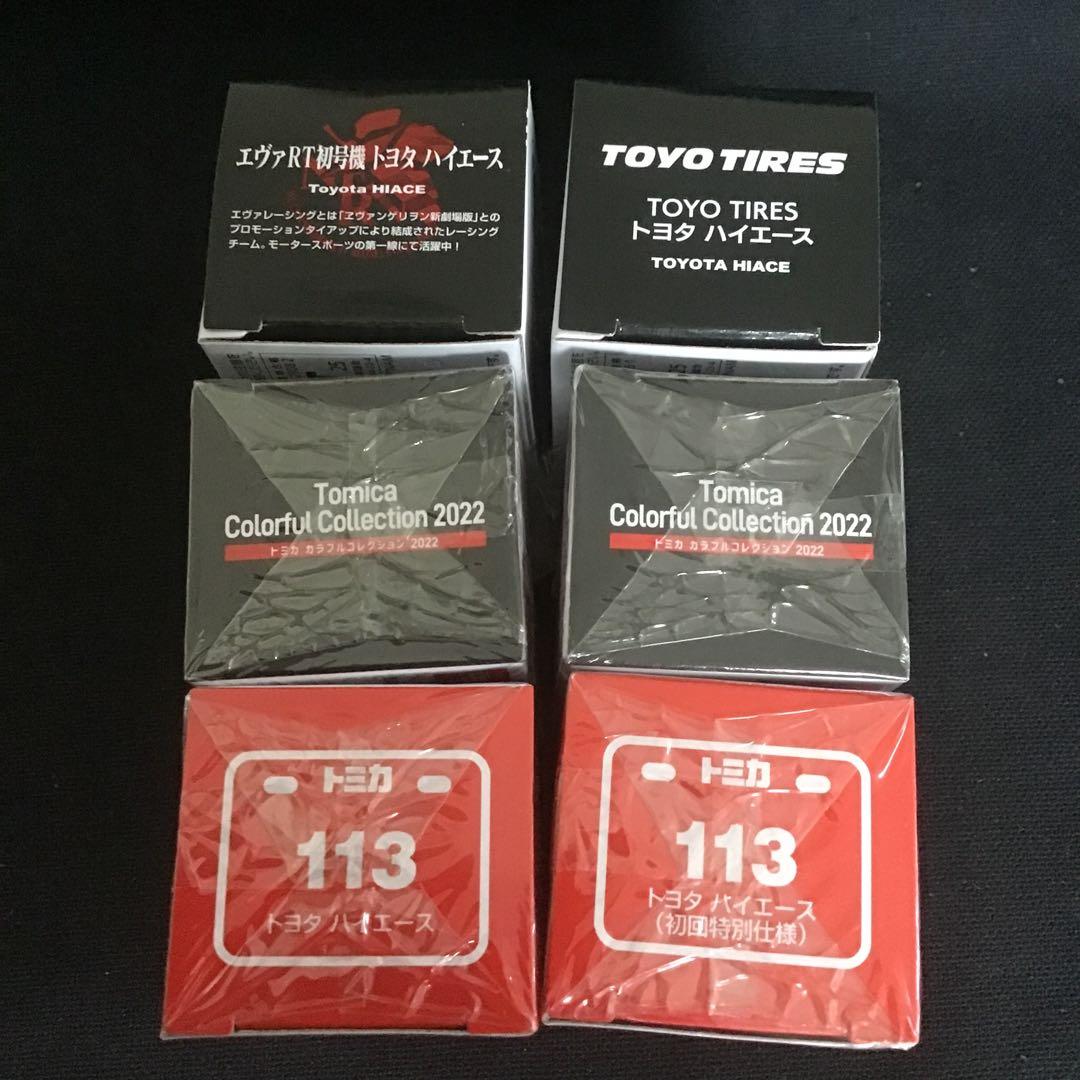 エヴァRT初号機 トヨタ ハイエース
Toyota HIACE
エヴァレーシングとは「ヱヴァンゲリヲン新劇場版」との
プロモーションタイアップにより結成されたレーシング
チーム。モータースポーツの第一線にて活躍中!
TOYO TIRES
TOYO TIRES
トヨタ ハイエース
TOYOTA HIACE
Tomica
Colorful Collection 2022
トミカ カラフルコレクション 2022
Tomica
Colorful Collection 2022
トミカ カラフルコレクション 2022
トミカ
113
トヨタ ハイエース
トミカ
113
トヨタ ハイエース
(初回特別仕様)